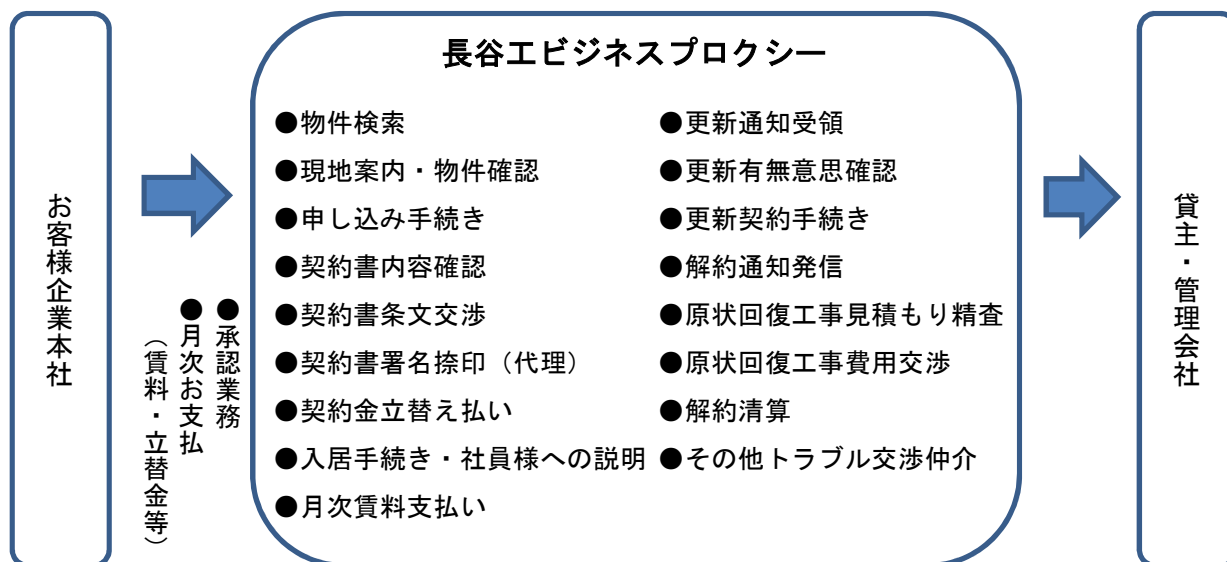 お客様企業本社
●承認業務
●月次お支払
（賃料・立替金等）
長谷工ビジネスプロクシー
●物件検索
●現地案内・物件確認
●申し込み手続き
●契約書内容確認
●契約書条文交渉
●契約書署名捺印（代理）
●契約金立替え払い
●入居手続き・社員様への説明
●月次賃料支払い
●更新通知受領
●更新有無意思確認
●更新契約手続き
●解約通知発信
●原状回復工事見積もり精査
●原状回復工事費用交渉
●解約清算
●その他トラブル交渉仲介
貸主・管理会社